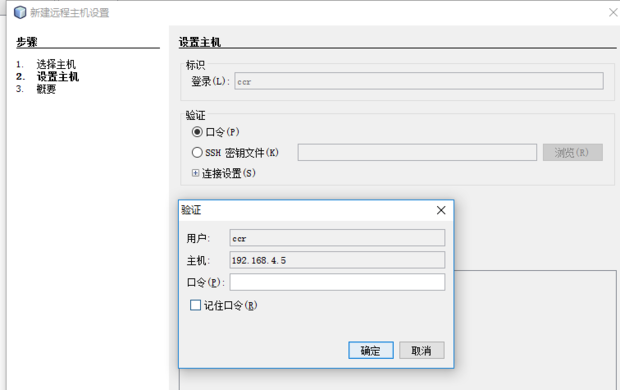 新建远程主机设置
步骤
1. 选择主机
2. 设置主机
3. 概要
设置主机
标识
登录(L): ccr
验证
口令(P)
SSH 密钥文件(K) 浏览(R)
连接设置(S)
验证
用户: ccr
主机: 192.168.4.5
口令(P):
记住口令(R)
确定 取消